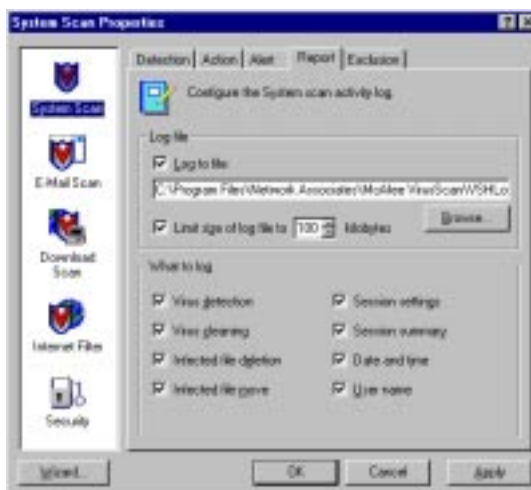 System Scan Properties
System Scan
E-Mail Scan
Download
Scan
Internet Filter
Security
Detection Action Alert Report Exclusion
Configure the System scan activity log.
Log file
Log to file:
C:\Program Files\Network Associates\McAfee VirusScan\VSHLo
Limit size of log file to 100 kilobytes
Browse...
What to log
Virus detection
Virus cleaning
Infected file deletion
Infected file move
Session settings
Session summary
Date and time
User name
Wizard... OK Cancel Apply